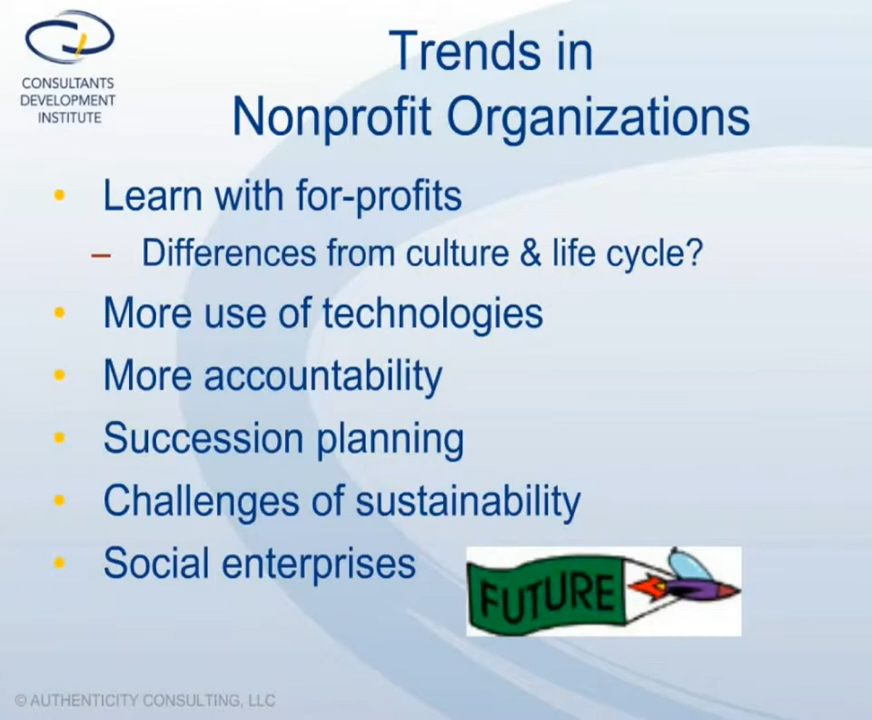 CONSULTANTS
DEVELOPMENT
INSTITUTE
Trends in
Nonprofit Organizations
• Learn with for-profits
– Differences from culture & life cycle?
• More use of technologies
• More accountability
• Succession planning
• Challenges of sustainability
• Social enterprises
FUTURE
© AUTHENTICITY CONSULTING, LLC